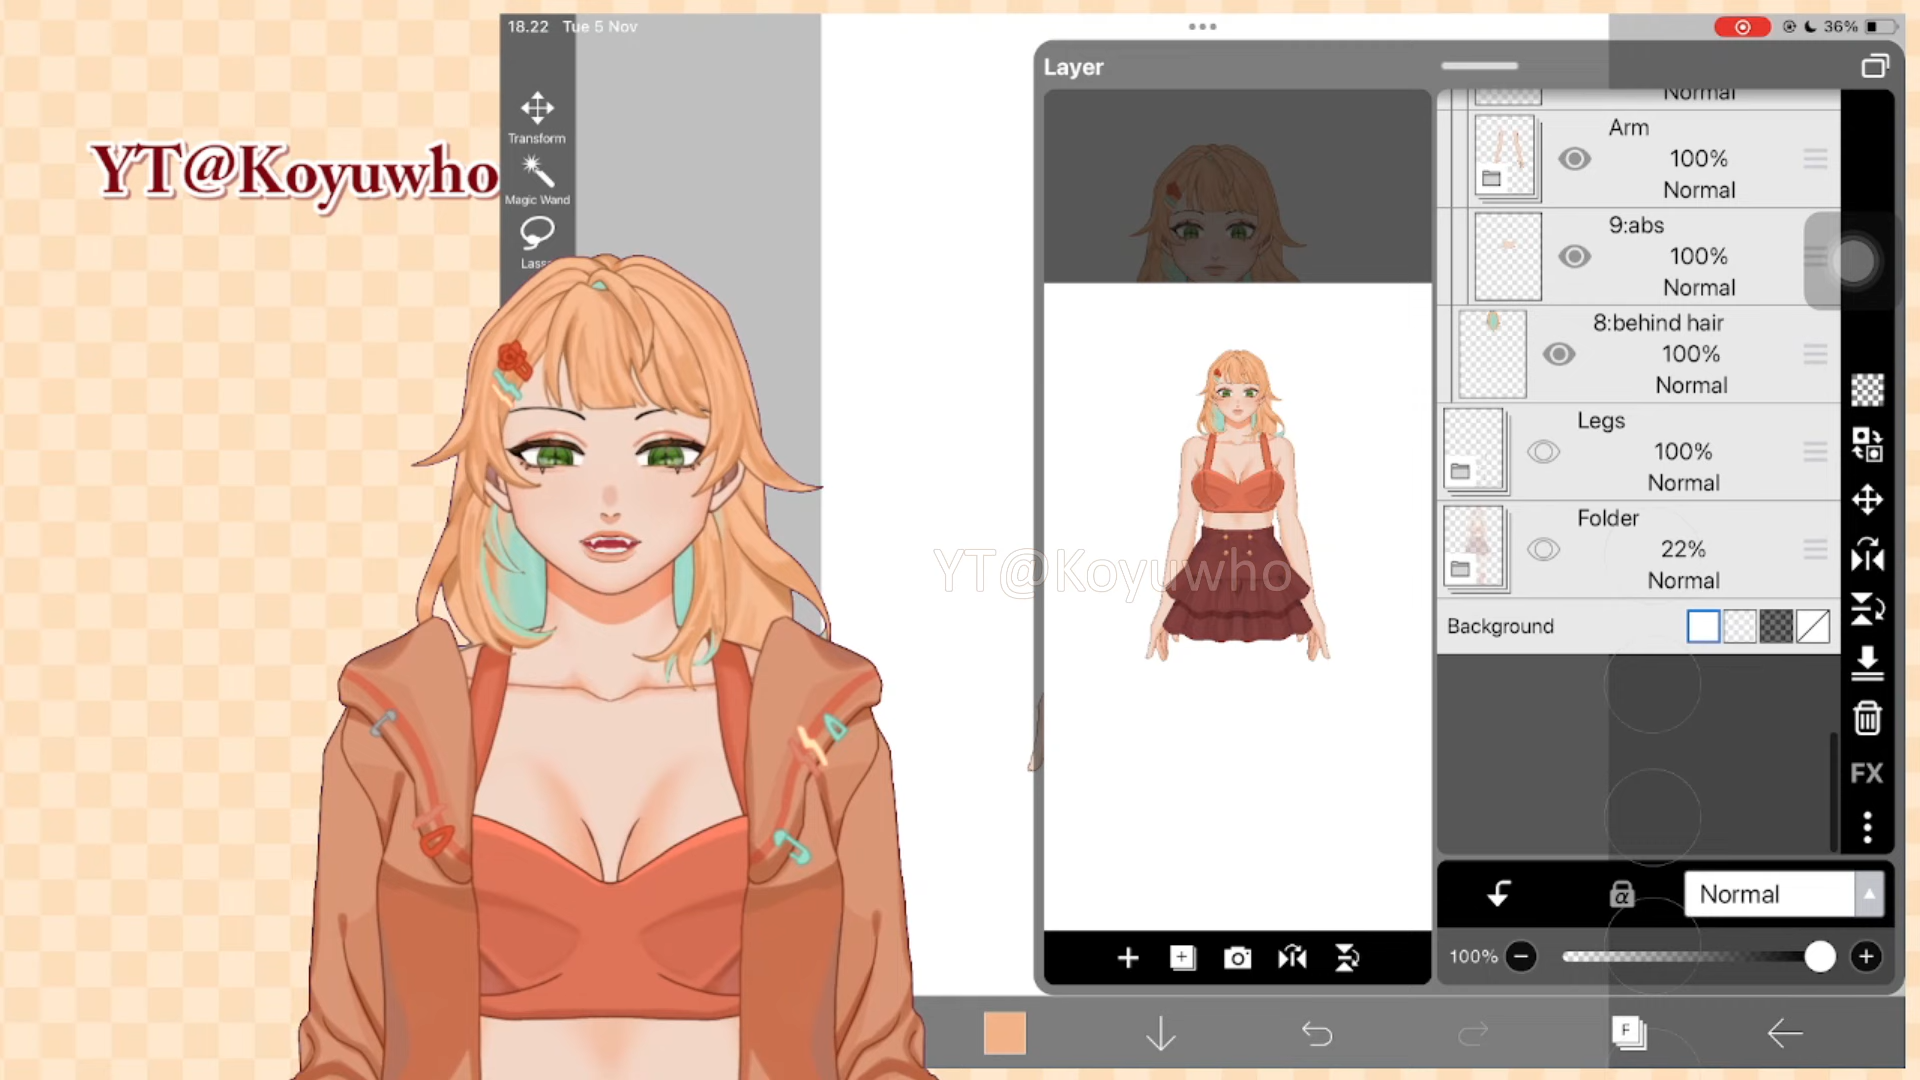 18.22 Tue 5 Nov
36%
YT@Koyuwho
Transform
Magic Wand
Layer
Normal
Arm
100%
Normal
9:abs
100%
Normal
8:behind hair
100%
Normal
Legs
100%
Normal
Folder
22%
Normal
Background
YT@Koyuwho
FX
α
Normal
100%
F